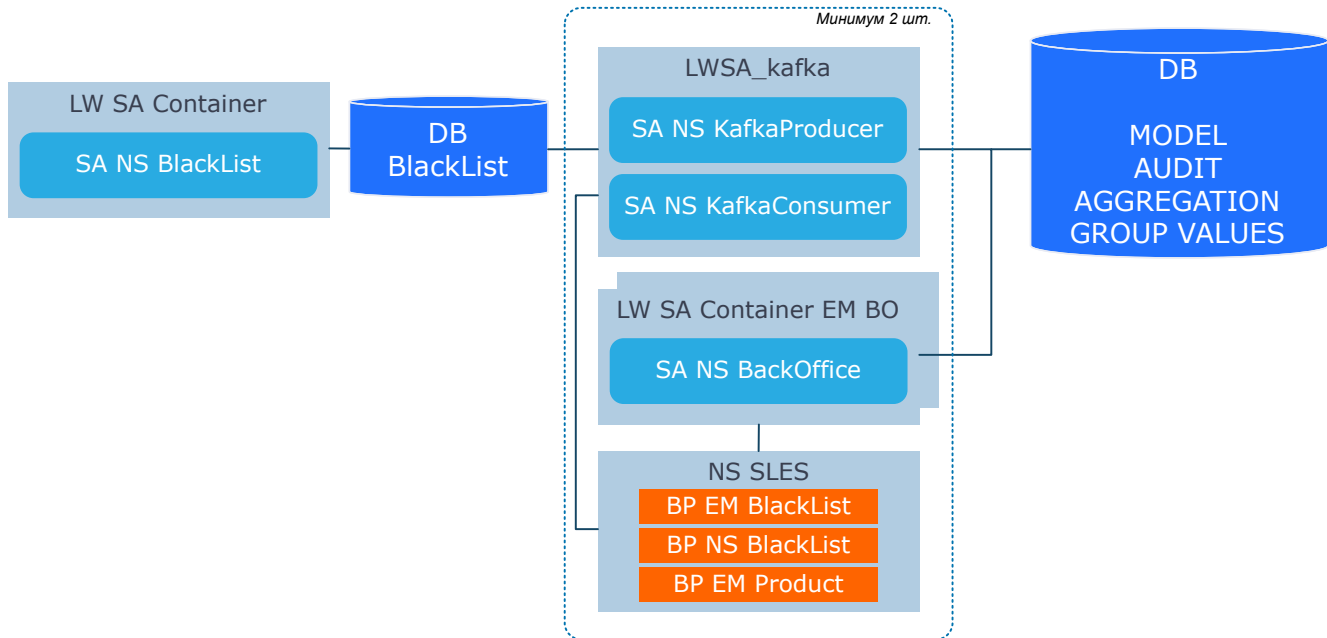 Минимум 2 шт.
LW SA Container
SA NS BlackList
DB
BlackList
LWSA_kafka
SA NS KafkaProducer
SA NS KafkaConsumer
LW SA Container EM BO
SA NS BackOffice
NS SLES
BP EM BlackList
BP NS BlackList
BP EM Product
DB
MODEL
AUDIT
AGGREGATION
GROUP VALUES